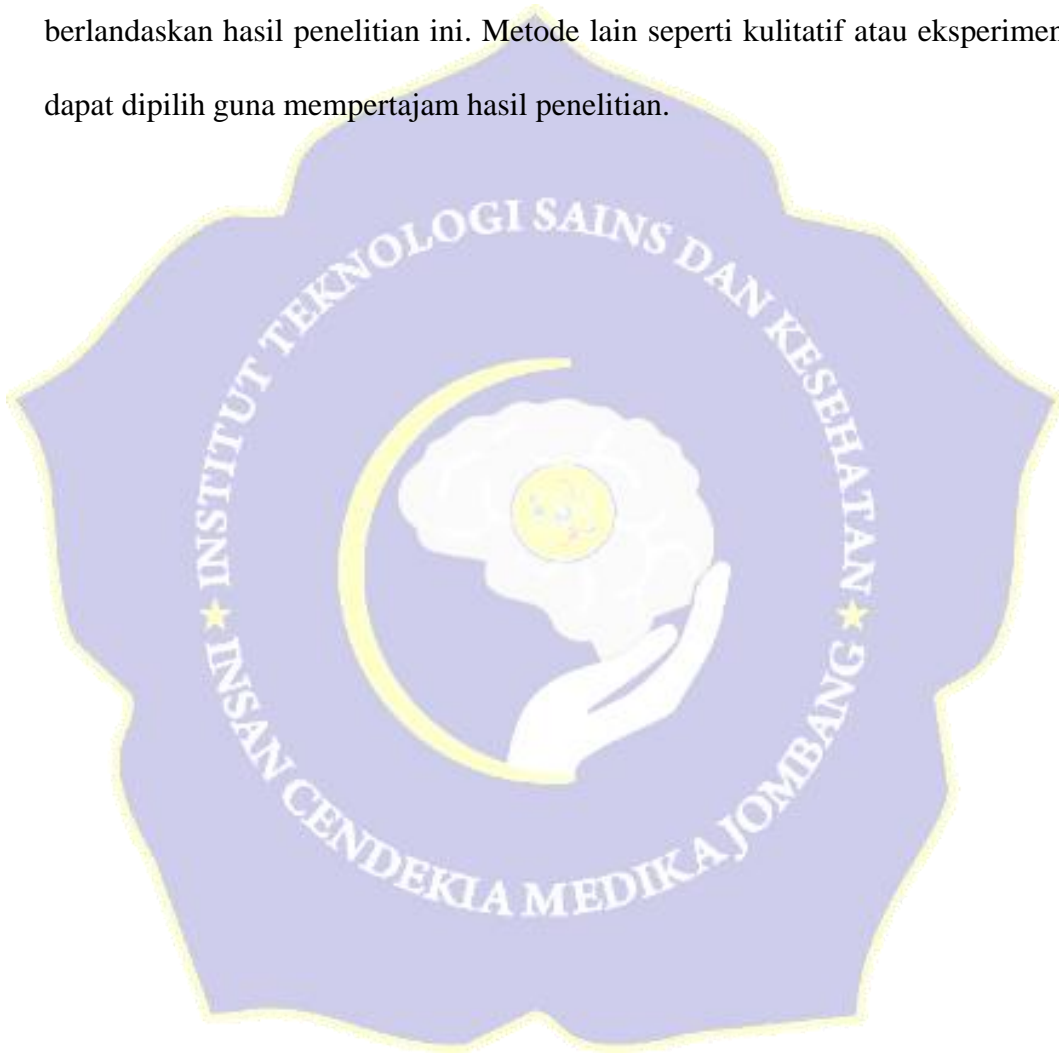 berlandaskan hasil penelitian ini. Metode lain seperti kulitatif atau eksperimen
dapat dipilih guna mempertajam hasil penelitian.
INSTITUT TEKNOLOGI SAINS DAN KESEHATAN
INSAN CENDEKIA MEDIKA JOMBANG